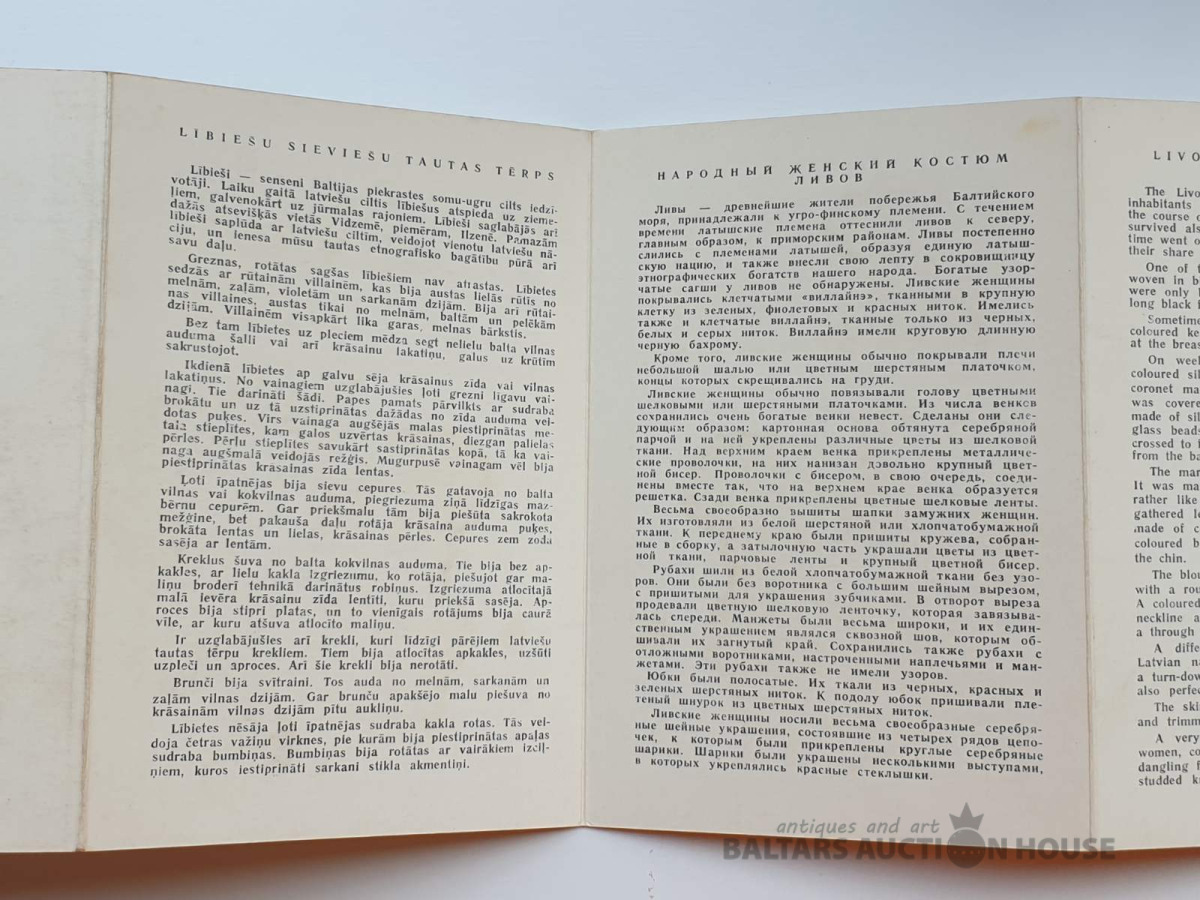 LĪBIEŠU SIEVIEŠU TAUTAS TĒRPS
Lībieši — senseni Baltijas piekrastes somu-ugru cilts iedzī-
votāji. Laiku gaitā latviešu ciltis lībiešus atspieda uz zieme-
ļiem, galvenokārt uz jūrmalas rajoniem. Lībieši saglabājās arī
dažās atsevišķās vietās Vidzemē, piemēram, Ilzenē. Pamazām
lībieši saplūda ar latviešu ciltīm, veidojot vienotu latviešu nā-
ciju, un ienesa mūsu tautas etnografisko bagātību pūrā arī
savu daļu.
Greznas, rotātas sagšas lībiešiem nav atrastas. Lībietes
sedzās ar rūtainām villainēm, kas bija austas lielās rūtīs no
melnām, zaļām, violetām un sarkanām dzijām. Bija arī rūtai-
nas villaines, austas tikai no melnām, baltām un pelēkām
dzijām. Villainēm visapkārt lika garas, melnas bārkstis.
Bez tam lībietes uz pleciem mēdza segt nelielu balta vilnas
auduma šalli vai arī krāsainu lakatiņu, galus uz krūtīm
sakrustojot.
Ikdienā lībietes ap galvu sēja krāsainus zīda vai vilnas
lakatiņus. No vainagiem uzglabājušies ļoti grezni līgavu vai-
nagi. Tie darināti šādi. Papes pamats pārvilkts ar sudraba
brokātu un uz tā uzstiprinātas dažādas no zīda auduma vei-
dotas puķes. Virs vainaga augšējās malas piestiprinātas me-
tala stieplītes, kam galos uzvērtas krāsainas, diezgan palielas
pērles. Pērļu stieplītes savukārt sastiprinātas kopā, tā ka vai-
naga augšmalā veidojās režģis. Mugurpusē vainagam vēl bija
piestiprinātas krāsainas zīda lentas.
Ļoti īpatnējas bija sievu cepures. Tās gatavoja no balta
vilnas vai kokvilnas auduma, piegriezuma ziņā līdzīgas maz-
bērnu cepurēm. Gar priekšmalu tām bija piešūta sakrokota
mežģīne, bet pakauša daļu rotāja krāsaina auduma puķes,
brokāta lentas un lielas, krāsainas pērles. Cepures zem zoda
sasēja ar lentām.
Kreklus šuva no balta kokvilnas auduma. Tie bija bez ap-
kakles, ar lielu kakla izgriezumu, ko rotāja, piešujot gar ma-
liņu broderī tehnikā darinātus robiņus. Izgriezuma atlocītajā
malā ievēra krāsainu zīda lentīti, kuru priekšā sasēja. Ap-
roces bija stipri platas, un to vienīgais rotājums bija caurā
vīle, ar kuru atšuva atlocīto maliņu.
Ir uzglabājušies arī krekli, kuri līdzīgi pārējiem latviešu
tautas tērpu krekliem. Tiem bija atlocītas apkakles, uzšūti
uzpleči un aproces. Arī šie krekli bija nerotāti.
Brunči bija svītraini. Tos auda no melnām, sarkanām un
zaļām vilnas dzijām. Gar brunču apakšējo malu piešuva no
krāsainām vilnas dzijām pītu aukliņu.
Lībietes nēsāja ļoti īpatnējas sudraba kakla rotas. Tās vei-
doja četras važiņu virknes, pie kurām bija piestiprinātas apaļas
sudraba bumbiņas. Bumbiņas bija rotātas ar vairākiem izciļ-
ņiem, kuros iestiprināti sarkani stikla akmentiņi.
НАРОДНЫЙ ЖЕНСКИЙ КОСТЮМ
ЛИВОВ
Ливы — древнейшие жители побережья Балтийского
моря, принадлежали к угро-финскому племени. С течением
времени латышские племена оттеснили ливов к северу,
главным образом, к приморским районам. Ливы постепенно
слились с племенами латышей, образуя единую латыш-
скую нацию, и также внесли свою лепту в сокровищницу
этнографических богатств нашего народа. Богатые узор-
чатые сагши у ливов не обнаружены. Ливские женщины
покрывались клетчатыми «виллайнэ», тканными в крупную
клетку из зеленых, фиолетовых и красных ниток. Имелись
также и клетчатые виллайнэ, тканные только из черных,
белых и серых ниток. Виллайнэ имели круговую длинную
черную бахрому.
Кроме того, ливские женщины обычно покрывали плечи
небольшой шалью или цветным шерстяным платочком,
концы которых скрещивались на груди.
Ливские женщины обычно повязывали голову цветными
шелковыми или шерстяными платочками. Из числа венков
сохранились очень богатые венки невест. Сделаны они сле-
дующим образом: картонная основа обтянута серебряной
парчой и на ней укреплены различные цветы из шелковой
ткани. Над верхним краем венка прикреплены металличе-
ские проволочки, на них нанизан довольно крупный цвет-
ной бисер. Проволочки с бисером, в свою очередь, соеди-
нены вместе так, что на верхнем крае венка образуется
решетка. Сзади венка прикреплены цветные шелковые ленты.
Весьма свообразно вышиты шапки замужних женщин.
Их изготовляли из белой шерстяной или хлопчатобумажной
ткани. К переднему краю были пришиты кружева, собран-
ные в сборку, а затылочную часть украшали цветы из цвет-
ной ткани, парчовые ленты и крупный цветной бисер.
Рубахи шили из белой хлопчатобумажной ткани без узо-
ров. Они были без воротника с большим шейным вырезом,
с пришитыми для украшения зубчиками. В отворот выреза
продевали цветную шелковую ленточку, которая завязыва-
лась спереди. Манжеты были весьма широки, и их един-
ственным украшением являлся сквозной шов, которым об-
шивали их загнутый край. Сохранились также рубахи с
отложными воротниками, настроченными наплечьями и ман-
жетами. Эти рубахи также не имели узоров.
Юбки были полосатые. Их ткали из черных, красных и
зеленых шерстяных ниток. К подолу юбок пришивали пле-
теный шнурок из цветных шерстяных ниток.
Ливские женщины носили весьма своеобразные серебря-
ные шейные украшения, состоявшие из четырех рядов цепо-
чек, к которым были прикреплены круглые серебряные
шарики. Шарики были украшены несколькими выступами,
в которых укреплялись красные стеклышки.
LIVO
The Livo
inhabitants
the course o
survived als
time went o
their share
One of t
woven in b
were only
long black
Sometime
coloured ke
at the breas
On week
coloured sil
coronet ma
was covere
made of sil
glass bead
crossed to f
from the ba
The mar
It was ma
rather like
gathered l
made of c
coloured b
the chin.
The blou
with a rou
A coloured
neckline a
a through
A diffe
Latvian na
a turn-dow
also perfec
The ski
and trimm
A very
women, co
dangling f
studded k
antiques and art
BALTARS AUCTION HOUSE